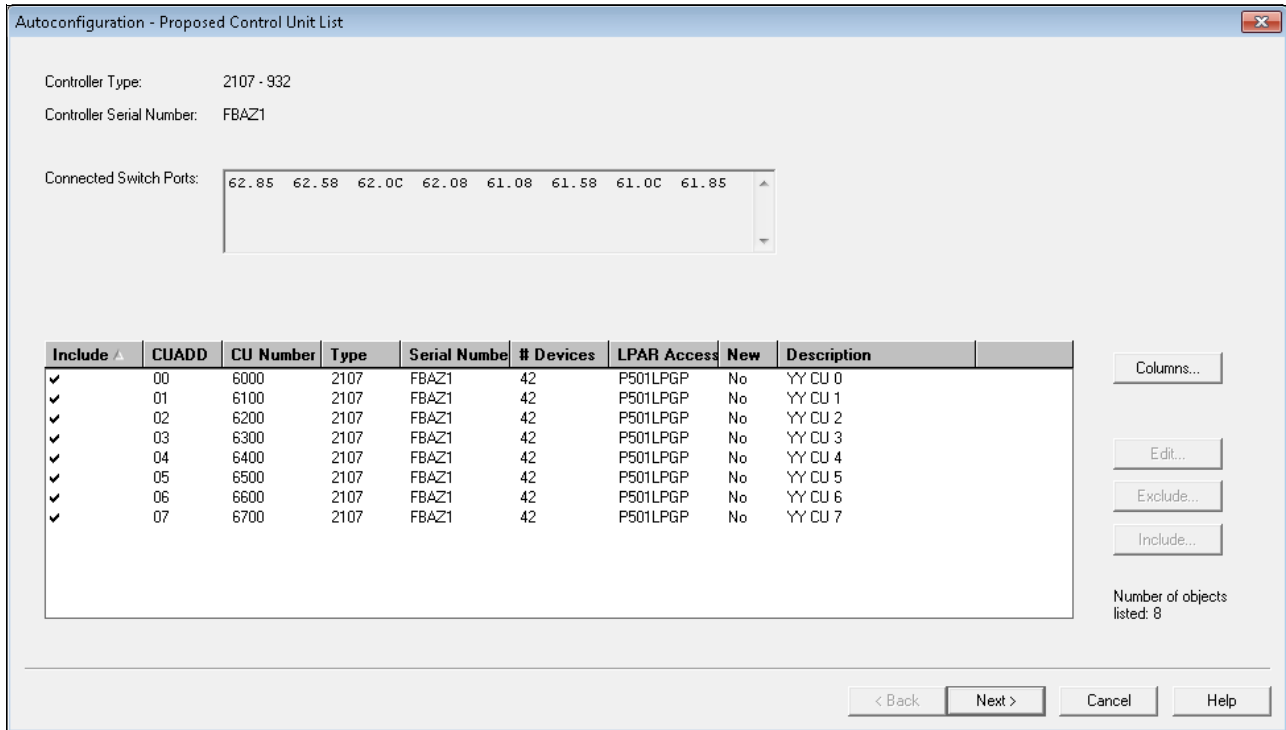 Autoconfiguration - Proposed Control Unit List
Controller Type: 2107 - 932
Controller Serial Number: FBAZ1
Connected Switch Ports: 62.85 62.58 62.0C 62.08 61.08 61.58 61.0C 61.85
Include CUADD CU Number Type Serial Numbe # Devices LPAR Access New Description
00 6000 2107 FBAZ1 42 P501LPGP No YY CU 0
01 6100 2107 FBAZ1 42 P501LPGP No YY CU 1
02 6200 2107 FBAZ1 42 P501LPGP No YY CU 2
03 6300 2107 FBAZ1 42 P501LPGP No YY CU 3
04 6400 2107 FBAZ1 42 P501LPGP No YY CU 4
05 6500 2107 FBAZ1 42 P501LPGP No YY CU 5
06 6600 2107 FBAZ1 42 P501LPGP No YY CU 6
07 6700 2107 FBAZ1 42 P501LPGP No YY CU 7
Columns...
Edit...
Exclude...
Include...
Number of objects
listed: 8
< Back Next > Cancel Help